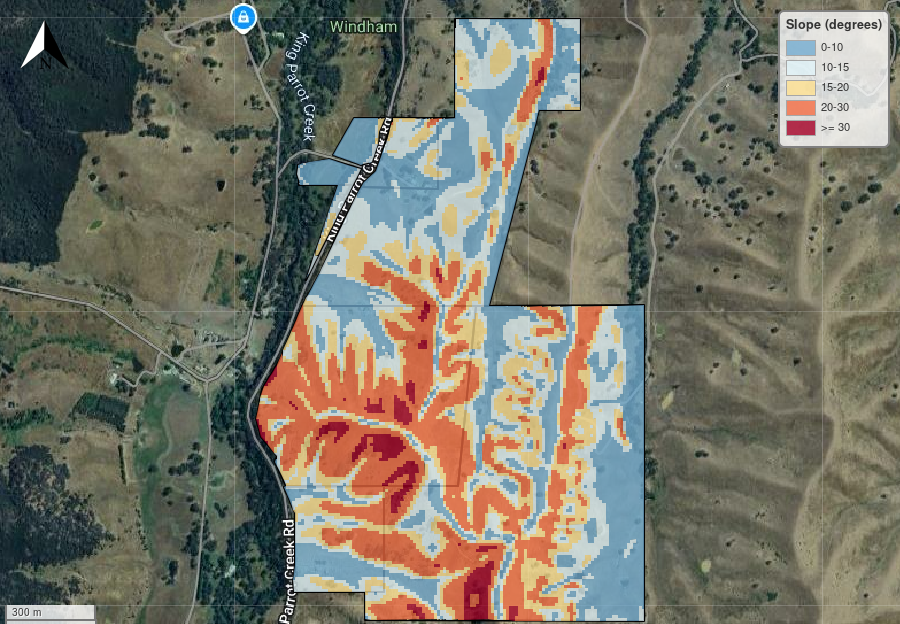 Windham
King Parrot Creek
N
King Parrot Creek Rd
Parrot Creek Rd
Slope (degrees)
0-10
10-15
15-20
20-30
>= 30
300 m